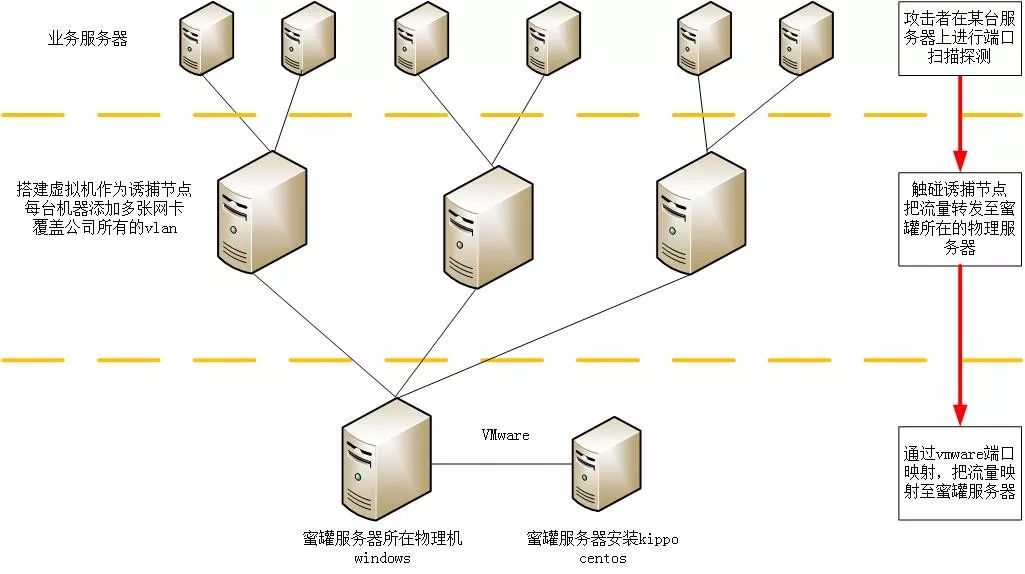 业务服务器
攻击者在某台服
务器上进行端口
扫描探测
搭建虚拟机作为诱捕节点
每台机器添加多张网卡
覆盖公司所有的vlan
触碰诱捕节点
把流量转发至蜜
罐所在的物理服
务器
VMware
通过vmware端口
映射，把流量映
射至蜜罐服务器
蜜罐服务器所在物理机
windows
蜜罐服务器安装kippo
centos